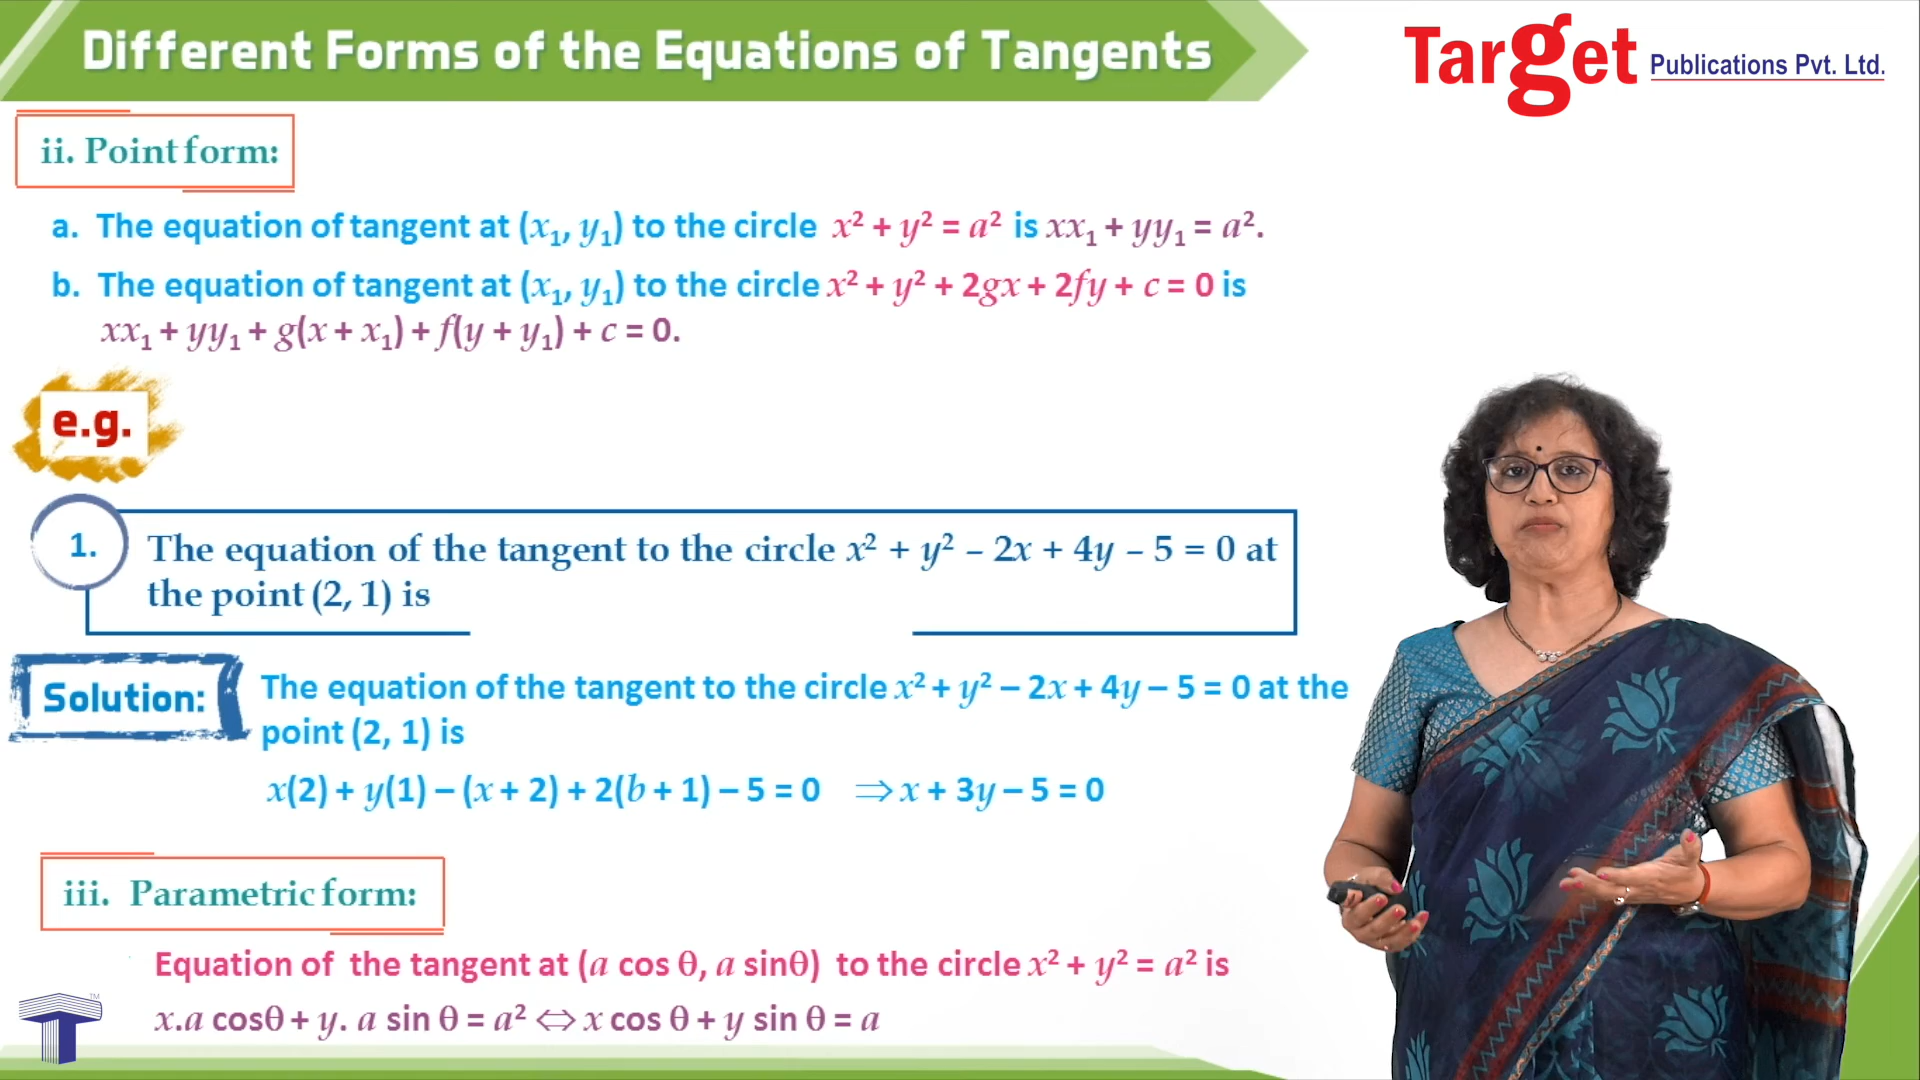 Different Forms of the Equations of Tangents
Target Publications Pvt. Ltd.
ii. Point form:
a. The equation of tangent at (x₁, y₁) to the circle x² + y² = a² is xx₁ + yy₁ = a².
b. The equation of tangent at (x₁, y₁) to the circle x² + y² + 2gx + 2fy + c = 0 is
xx₁ + yy₁ + g(x + x₁) + f(y + y₁) + c = 0.
e.g.
1. The equation of the tangent to the circle x² + y² – 2x + 4y – 5 = 0 at
the point (2, 1) is
Solution: The equation of the tangent to the circle x² + y² – 2x + 4y – 5 = 0 at the
point (2, 1) is
x(2) + y(1) – (x + 2) + 2(b + 1) – 5 = 0 ⟹ x + 3y – 5 = 0
iii. Parametric form:
Equation of the tangent at (a cos θ, a sinθ) to the circle x² + y² = a² is
x.a cosθ + y. a sin θ = a² ⇔ x cos θ + y sin θ = a
TM